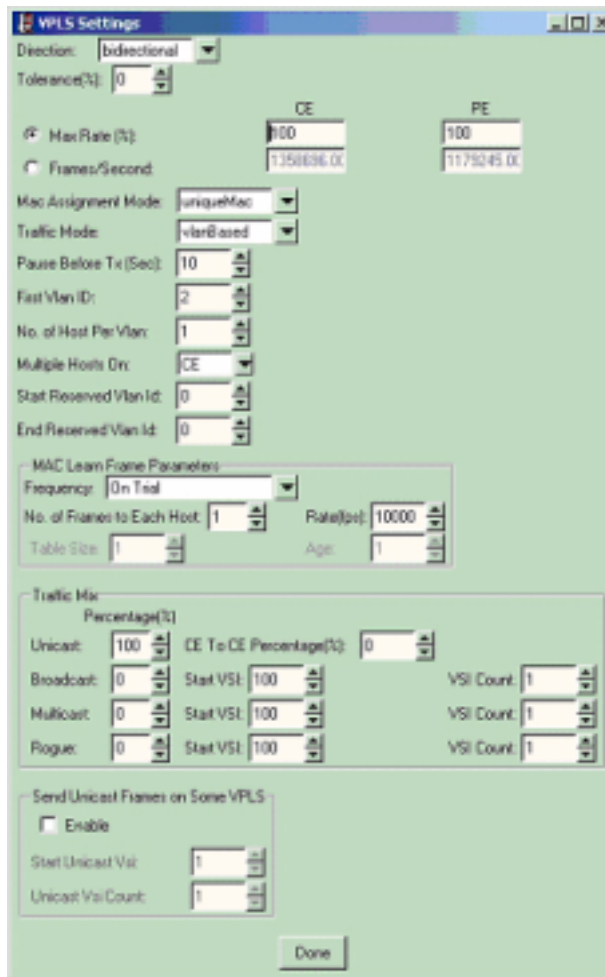 VPLS Settings
Direction: bidirectional
Tolerance(%): 0
CE PE
Max Rate (%): 100 100
Frames/Second: 1179245.00
Mac Assignment Mode: uniqueMac
Traffic Mode: vlanBased
Pause Before Tx (Sec): 10
First Vlan ID: 2
No. of Host Per Vlan: 1
Multiple Hosts On: CE
Start Reserved Vlan Id: 0
End Reserved Vlan Id: 0
MAC Learn Frame Parameters
Frequency: On Trial
No. of Frames to Each Host: 1 Rate(fps): 10000
Table Size: 1 Age: 1
Traffic Mix
Percentage(%)
Unicast: 100 CE To CE Percentage(%): 0
Broadcast: 0 Start VSI: 100 VSI Count: 1
Multicast: 0 Start VSI: 100 VSI Count: 1
Rogue: 0 Start VSI: 100 VSI Count: 1
Send Unicast Frames on Some VPLS
Enable
Start Unicast Vsi: 1
Unicast Vsi Count: 1
Done